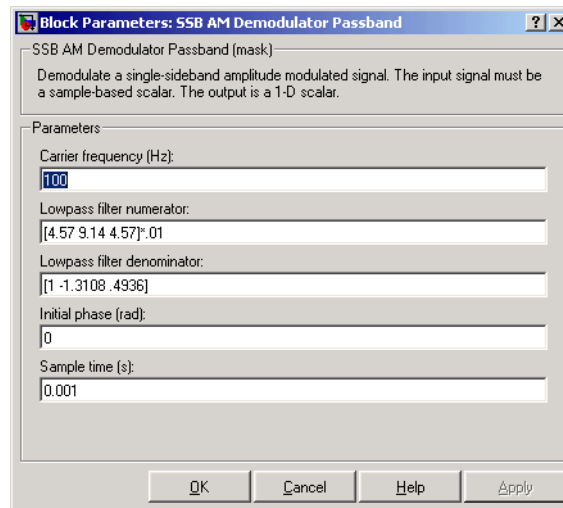 Block Parameters: SSB AM Demodulator Passband
SSB AM Demodulator Passband (mask)
Demodulate a single-sideband amplitude modulated signal. The input signal must be
a sample-based scalar. The output is a 1-D scalar.
Parameters
Carrier frequency (Hz):
100
Lowpass filter numerator:
[4.57 9.14 4.57]*.01
Lowpass filter denominator:
[1 -1.3108 .4936]
Initial phase (rad):
0
Sample time (s):
0.001
OK Cancel Help Apply